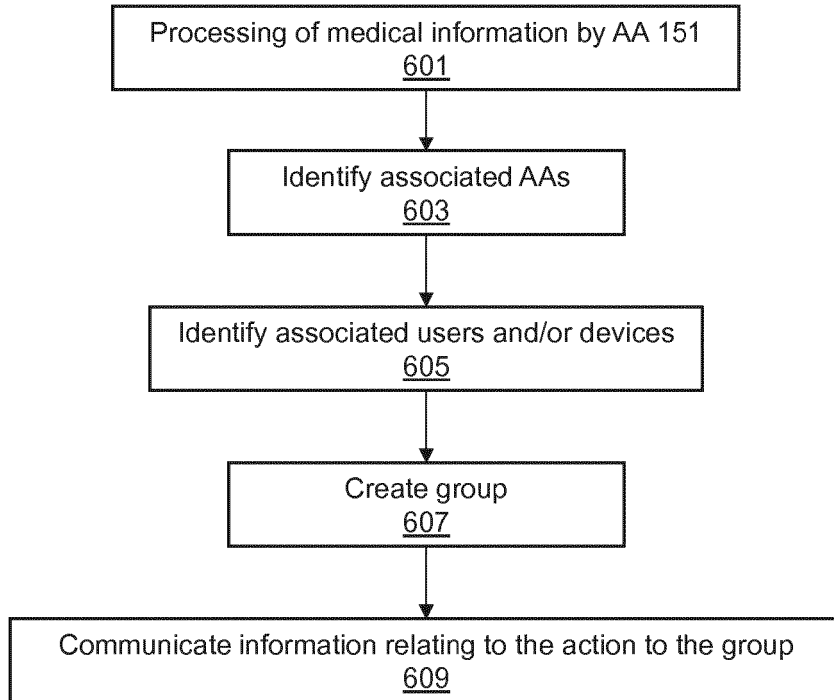 Processing of medical information by AA 151
601
Identify associated AAs
603
Identify associated users and/or devices
605
Create group
607
Communicate information relating to the action to the group
609